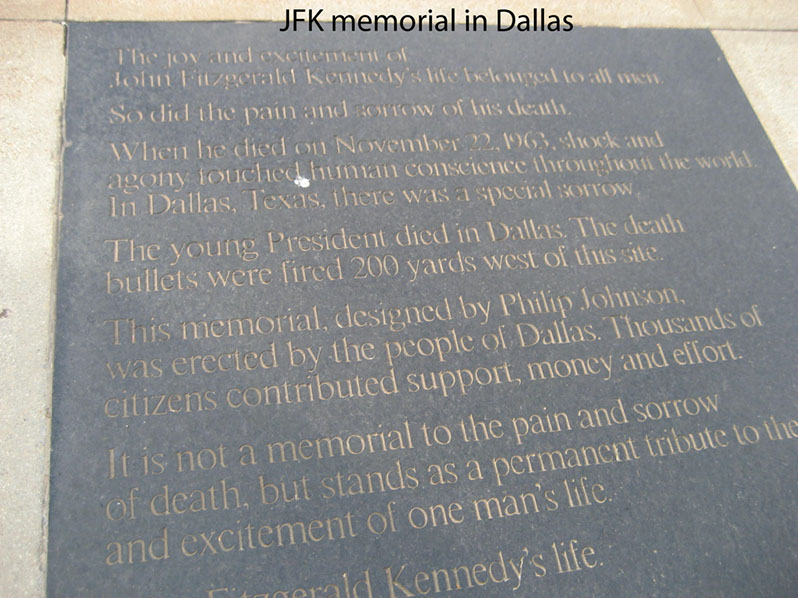 JFK memorial in Dallas
The joy and excitement of
John Fitzgerald Kennedy's life belonged to all men.
So did the pain and sorrow of his death.
When he died on November 22, 1963, shock and
agony touched human conscience throughout the world.
In Dallas, Texas, there was a special sorrow.
The young President died in Dallas. The death
bullets were fired 200 yards west of this site.
This memorial, designed by Philip Johnson,
was erected by the people of Dallas. Thousands of
citizens contributed support, money and effort.
It is not a memorial to the pain and sorrow
of death, but stands as a permanent tribute to the
and excitement of one man's life.
Fitzgerald Kennedy's life.